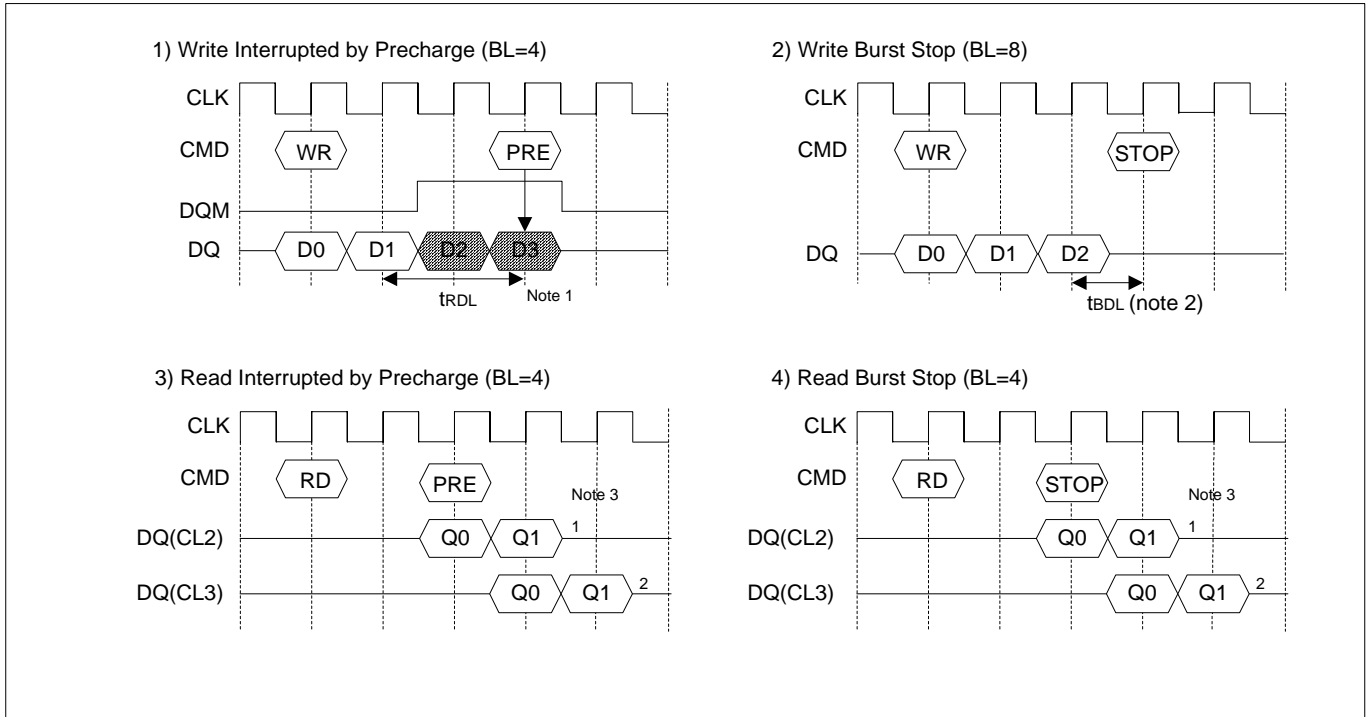 1) Write Interrupted by Precharge (BL=4)
CLK
CMD WR PRE
DQM
DQ D0 D1 D2 D3
tRDL Note 1
2) Write Burst Stop (BL=8)
CLK
CMD WR STOP
DQ D0 D1 D2
tBDL (note 2)
3) Read Interrupted by Precharge (BL=4)
CLK
CMD RD PRE
Note 3
DQ(CL2) Q0 Q1 1
DQ(CL3) Q0 Q1 2
4) Read Burst Stop (BL=4)
CLK
CMD RD STOP
Note 3
DQ(CL2) Q0 Q1 1
DQ(CL3) Q0 Q1 2